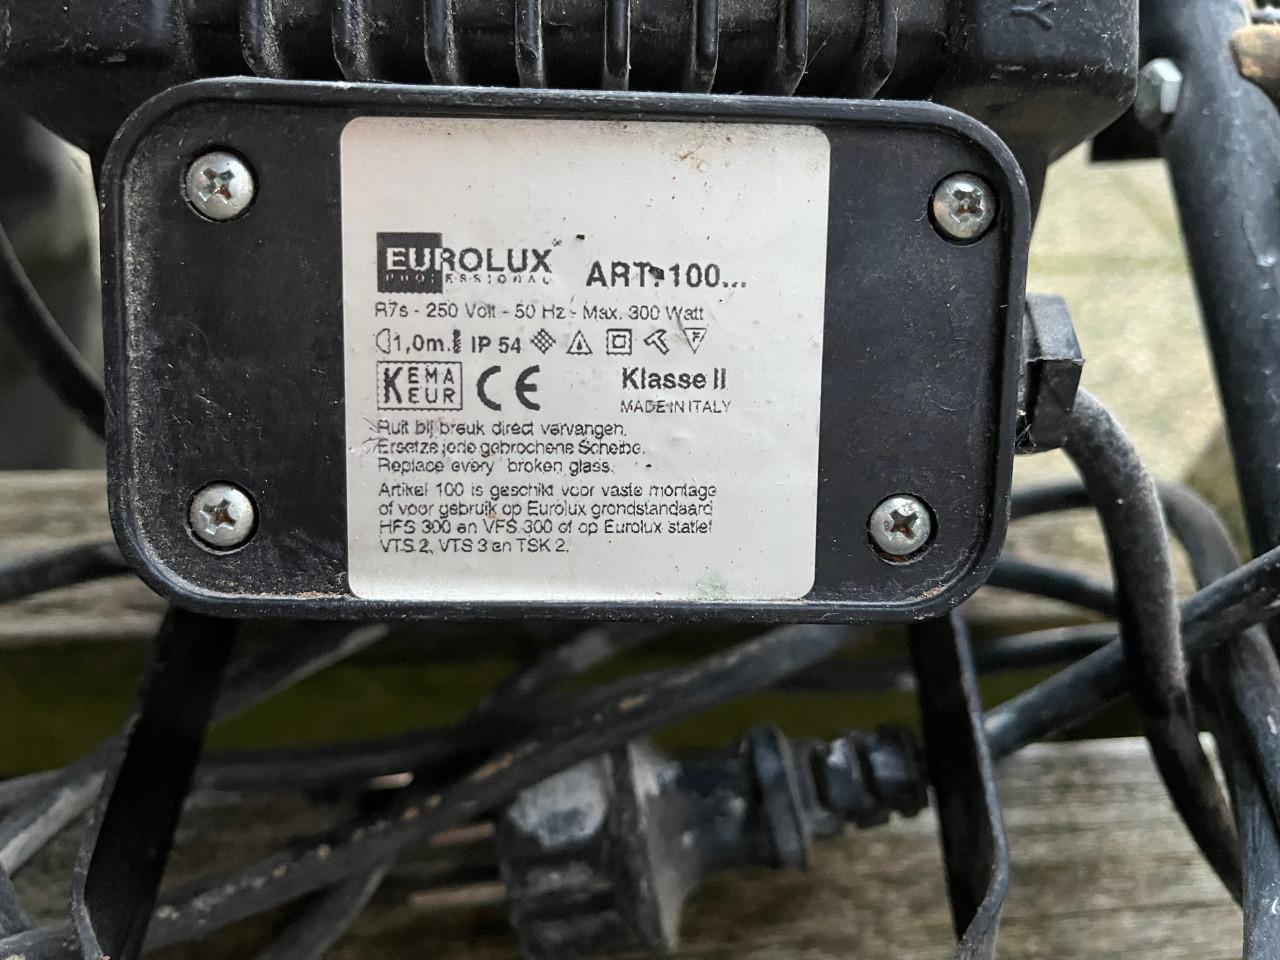 EUROLUX
PROFESSIONAL
ART. 100...
R7s - 250 Volt - 50 Hz - Max. 300 Watt
1,0m. IP 54 F
KEMA
KEUR
CE
Klasse II
MADE IN ITALY
Ruit bij breuk direct vervangen.
Ersetze jede gebrochene Scheibe.
Replace every broken glass.
Artikel 100 is geschikt voor vaste montage
of voor gebruik op Eurolux grondstandaard
HFS 300 en VFS 300 of op Eurolux statief
VTS 2, VTS 3 en TSK 2.